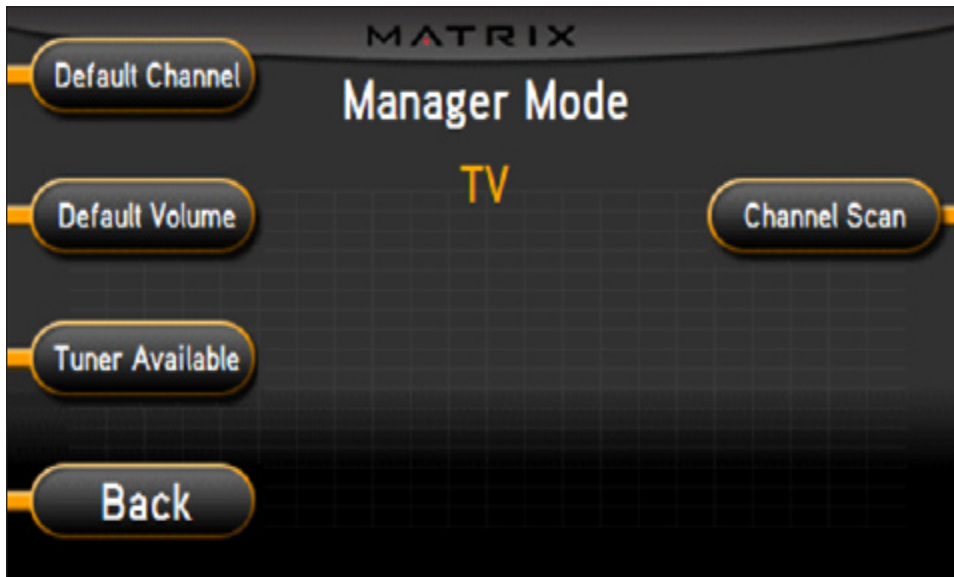 MATRIX
Manager Mode
TV
Default Channel
Default Volume
Tuner Available
Back
Channel Scan